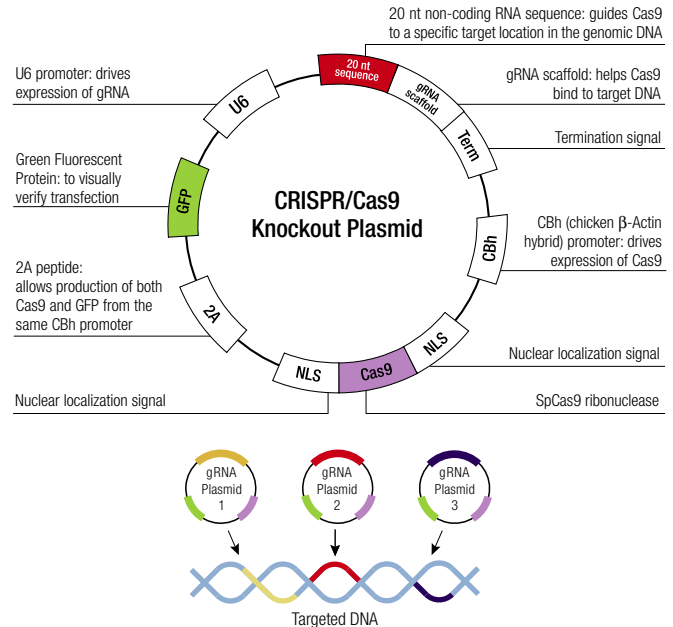 20 nt non-coding RNA sequence: guides Cas9
to a specific target location in the genomic DNA
20 nt
sequence
gRNA
scaffold
gRNA scaffold: helps Cas9
bind to target DNA
Term
Termination signal
U6 promoter: drives
expression of gRNA
U6
Green Fluorescent
Protein: to visually
verify transfection
GFP
CRISPR/Cas9
Knockout Plasmid
CBh
CBh (chicken β-Actin
hybrid) promoter: drives
expression of Cas9
2A peptide:
allows production of both
Cas9 and GFP from the
same CBh promoter
2A
NLS
Nuclear localization signal
NLS
Cas9
Nuclear localization signal
SpCas9 ribonuclease
gRNA
Plasmid
1
gRNA
Plasmid
2
gRNA
Plasmid
3
Targeted DNA